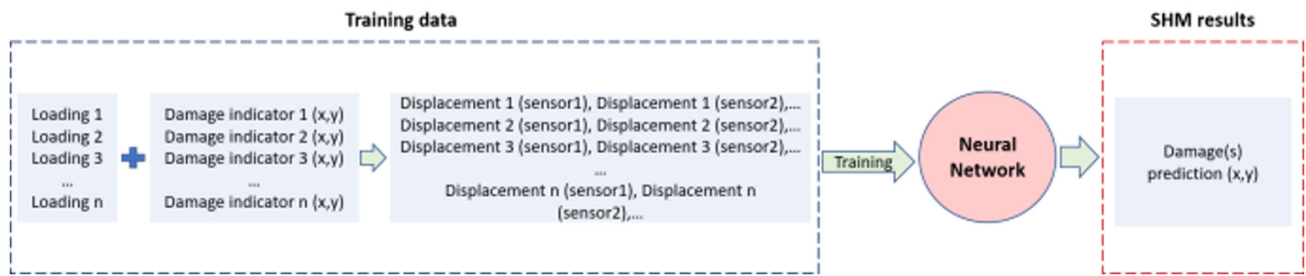 Training data
SHM results
Loading 1
Loading 2
Loading 3
...
Loading n
Damage indicator 1 (x,y)
Damage indicator 2 (x,y)
Damage indicator 3 (x,y)
...
Damage indicator n (x,y)
Displacement 1 (sensor1), Displacement 1 (sensor2),...
Displacement 2 (sensor1), Displacement 2 (sensor2),...
Displacement 3 (sensor1), Displacement 3 (sensor2),...
...
Displacement n (sensor1), Displacement n
(sensor2),...
Training
Neural
Network
Damage(s)
prediction (x,y)